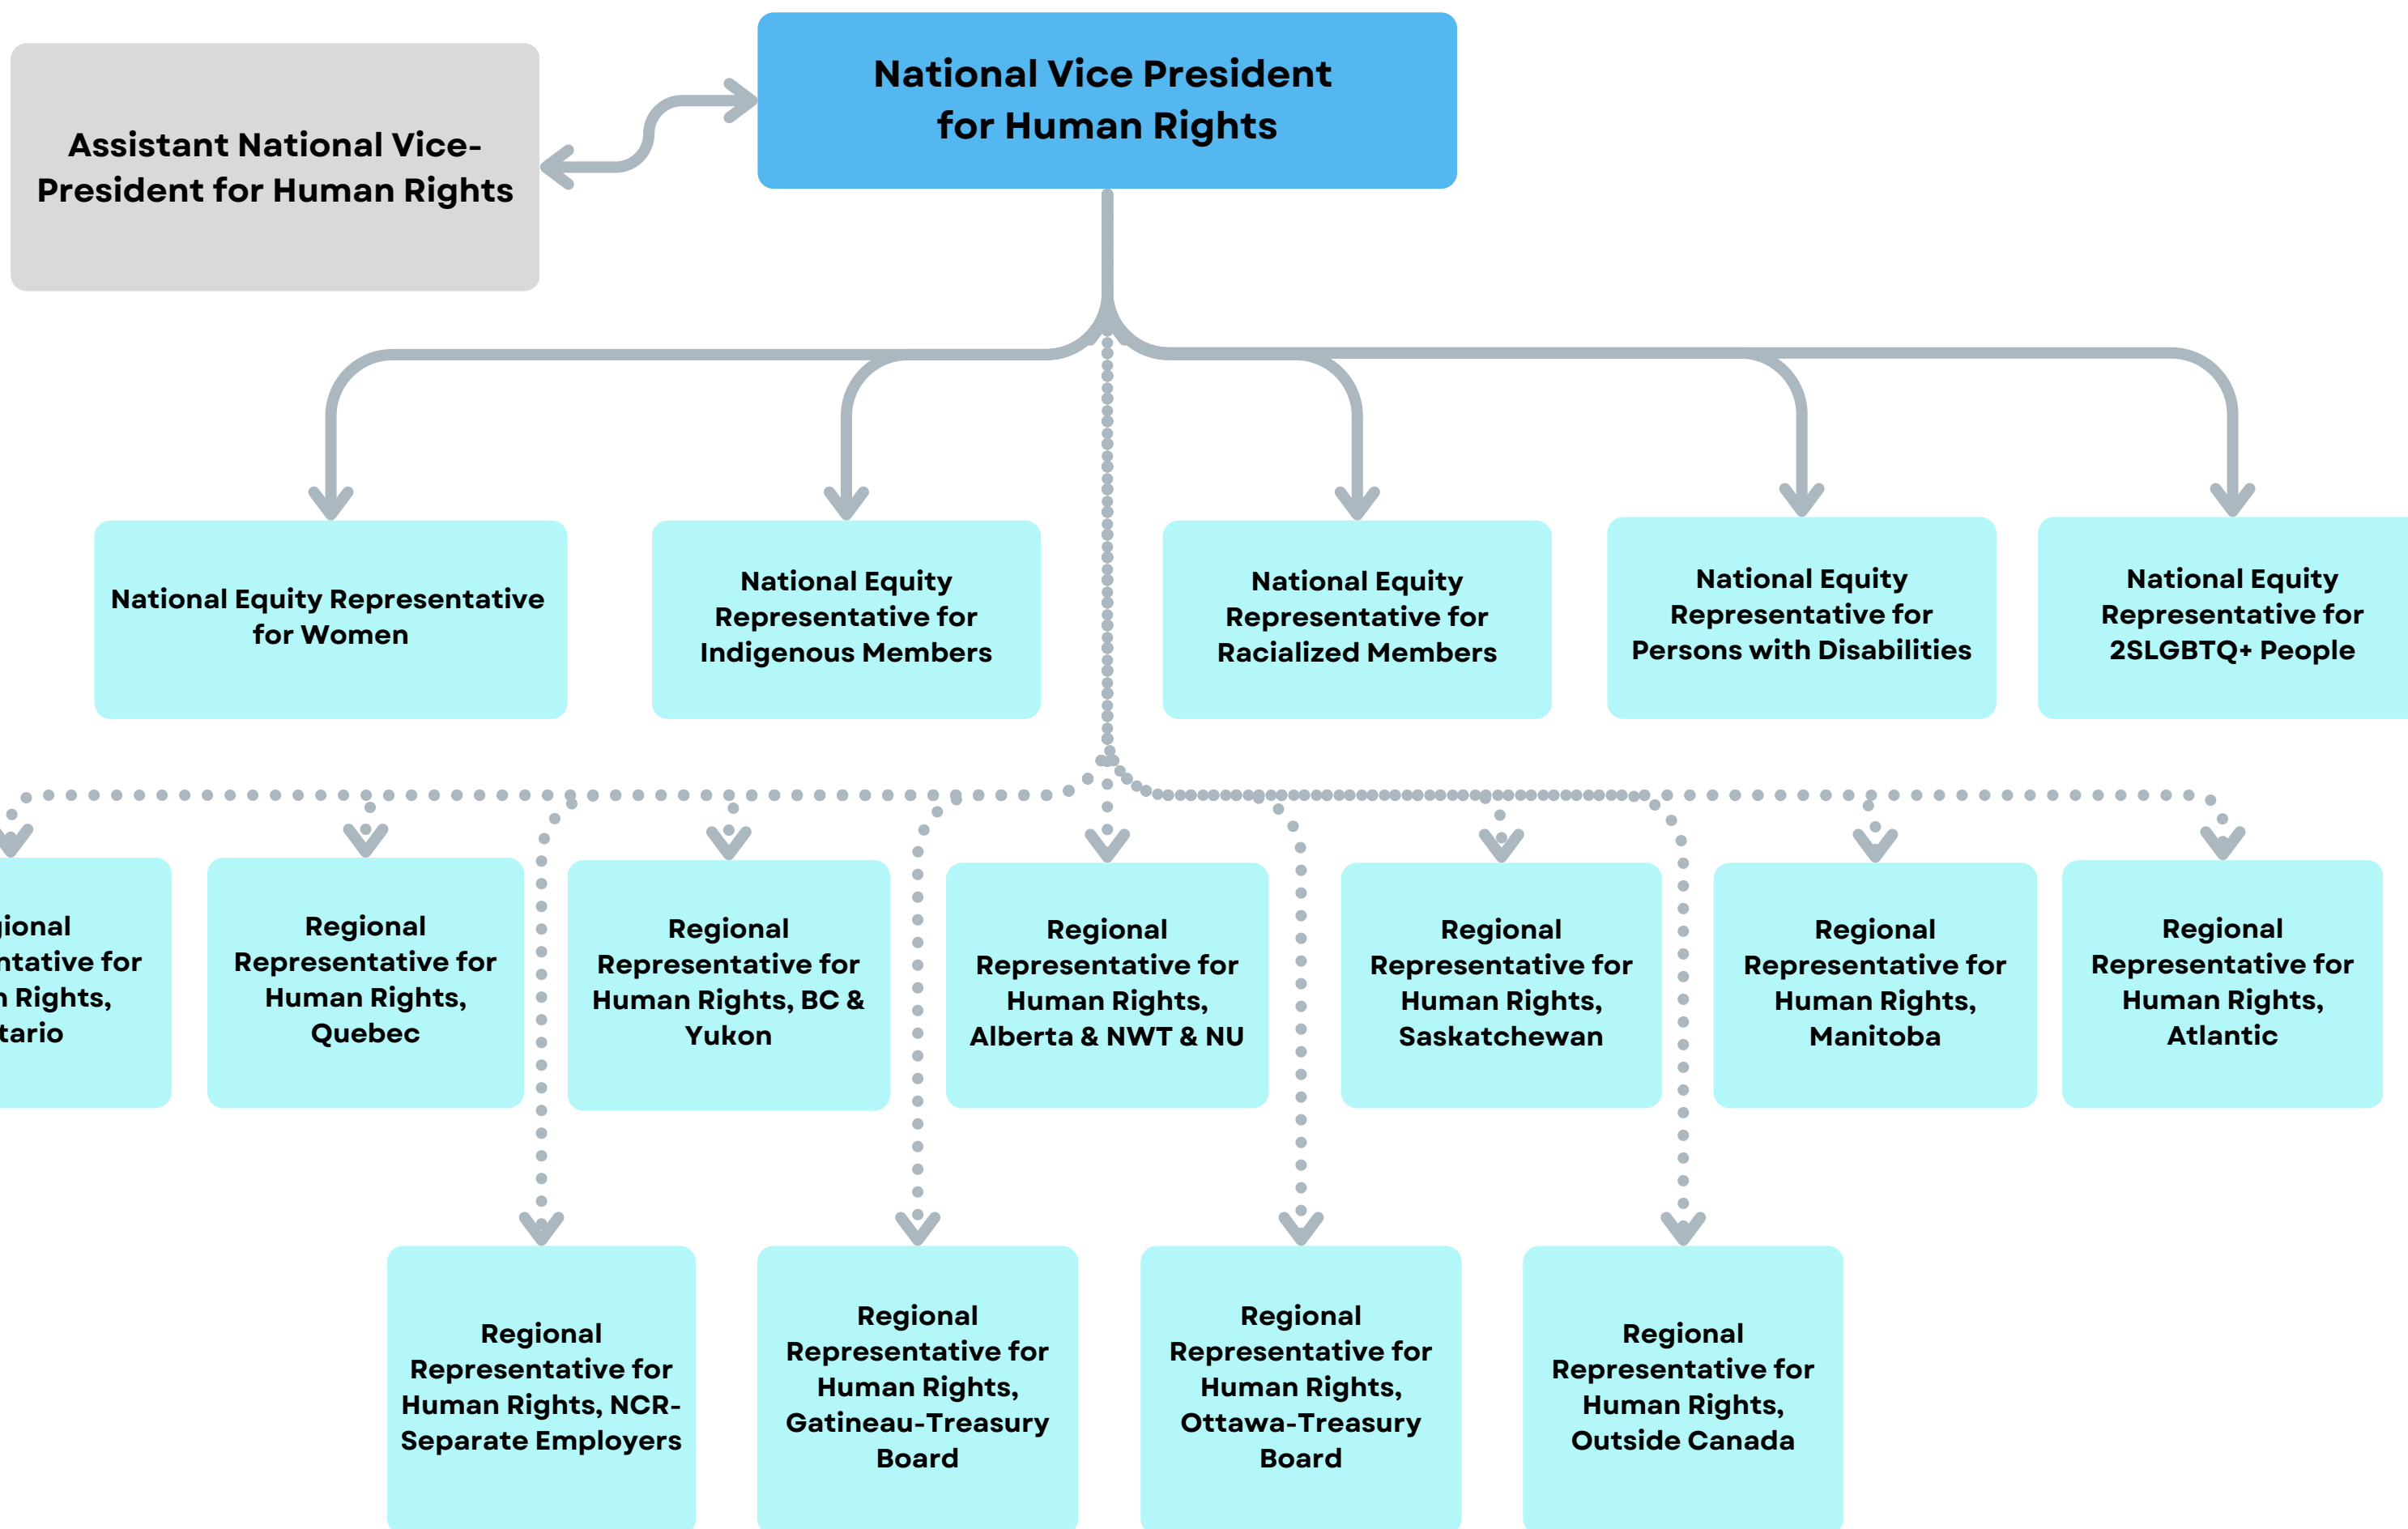 National Vice President
for Human Rights
Assistant National Vice-
President for Human Rights
National Equity Representative
for Women
National Equity
Representative for
Indigenous Members
National Equity
Representative for
Racialized Members
National Equity
Representative for
Persons with Disabilities
National Equity
Representative for
2SLGBTQ+ People
gional
ntative for
n Rights,
tario
Regional
Representative for
Human Rights,
Quebec
Regional
Representative for
Human Rights, BC &
Yukon
Regional
Representative for
Human Rights,
Alberta & NWT & NU
Regional
Representative for
Human Rights,
Saskatchewan
Regional
Representative for
Human Rights,
Manitoba
Regional
Representative for
Human Rights,
Atlantic
Regional
Representative for
Human Rights, NCR-
Separate Employers
Regional
Representative for
Human Rights,
Gatineau-Treasury
Board
Regional
Representative for
Human Rights,
Ottawa-Treasury
Board
Regional
Representative for
Human Rights,
Outside Canada